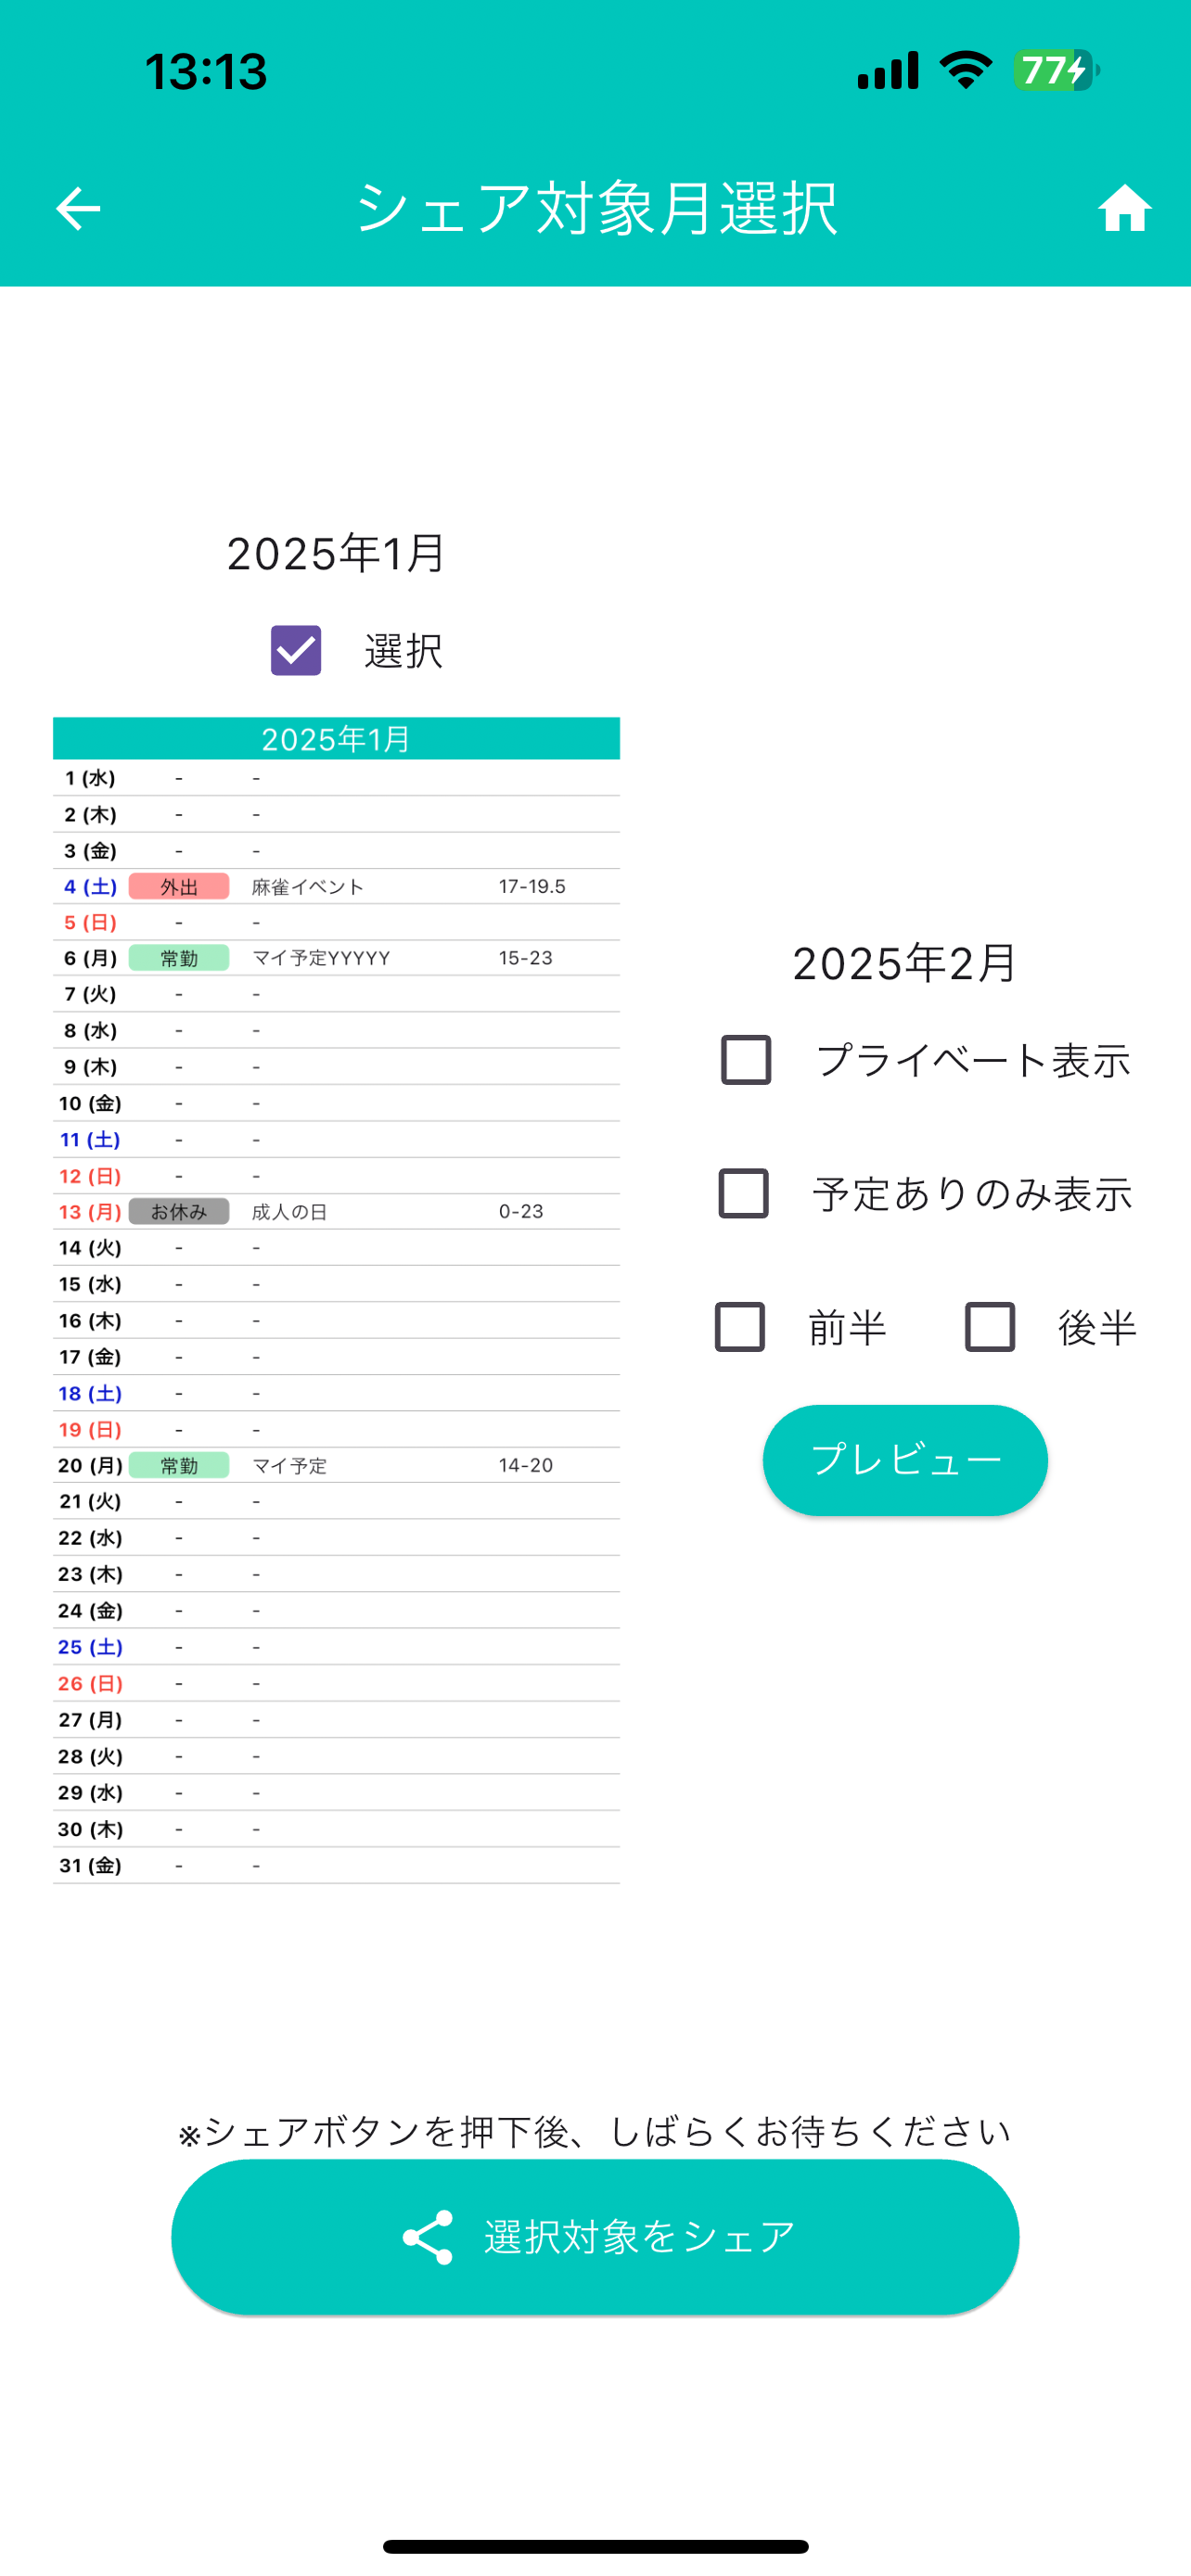 13:13
77
シェア対象月選択
2025年1月
選択
2025年1月
1 (水) - -
2 (木) - -
3 (金) - -
4 (土) 外出 麻雀イベント 17-19.5
5 (日) - -
6 (月) 常勤 マイ予定YYYYY 15-23
7 (火) - -
8 (水) - -
9 (木) - -
10 (金) - -
11 (土) - -
12 (日) - -
13 (月) お休み 成人の日 0-23
14 (火) - -
15 (水) - -
16 (木) - -
17 (金) - -
18 (土) - -
19 (日) - -
20 (月) 常勤 マイ予定 14-20
21 (火) - -
22 (水) - -
23 (木) - -
24 (金) - -
25 (土) - -
26 (日) - -
27 (月) - -
28 (火) - -
29 (水) - -
30 (木) - -
31 (金) - -
2025年2月
プライベート表示
予定ありのみ表示
前半 後半
プレビュー
※シェアボタンを押下後、しばらくお待ちください
選択対象をシェア